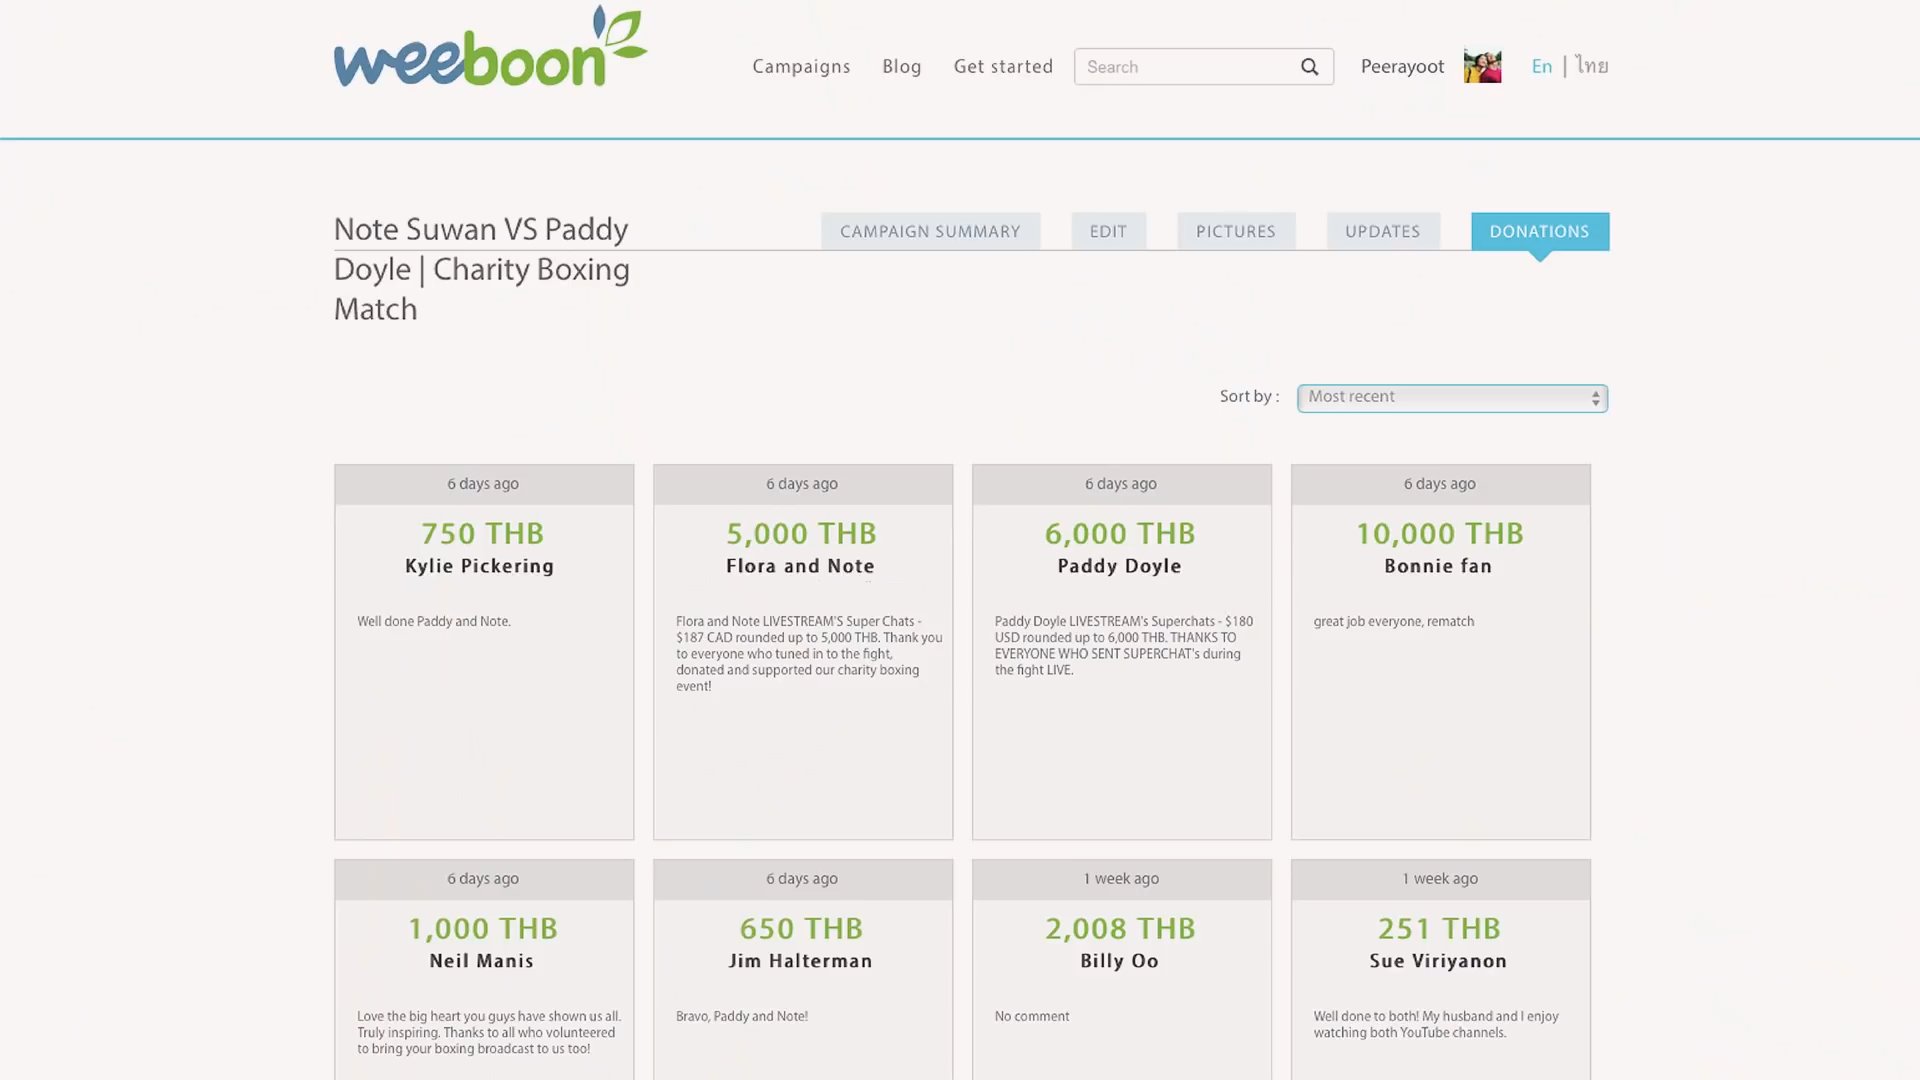 weeboon
Campaigns
Blog
Get started
Search
Peerayoot
En | ไทย
Note Suwan VS Paddy
Doyle | Charity Boxing
Match
CAMPAIGN SUMMARY
EDIT
PICTURES
UPDATES
DONATIONS
Sort by :
Most recent
6 days ago
750 THB
Kylie Pickering
Well done Paddy and Note.
6 days ago
5,000 THB
Flora and Note
Flora and Note LIVESTREAM'S Super Chats -
$187 CAD rounded up to 5,000 THB. Thank you
to everyone who tuned in to the fight,
donated and supported our charity boxing
event!
6 days ago
6,000 THB
Paddy Doyle
Paddy Doyle LIVESTREAM's Superchats - $180
USD rounded up to 6,000 THB. THANKS TO
EVERYONE WHO SENT SUPERCHAT's during
the fight LIVE.
6 days ago
10,000 THB
Bonnie fan
great job everyone, rematch
6 days ago
1,000 THB
Neil Manis
Love the big heart you guys have shown us all.
Truly inspiring. Thanks to all who volunteered
to bring your boxing broadcast to us too!
6 days ago
650 THB
Jim Halterman
Bravo, Paddy and Note!
1 week ago
2,008 THB
Billy Oo
No comment
1 week ago
251 THB
Sue Viriyanon
Well done to both! My husband and I enjoy
watching both YouTube channels.